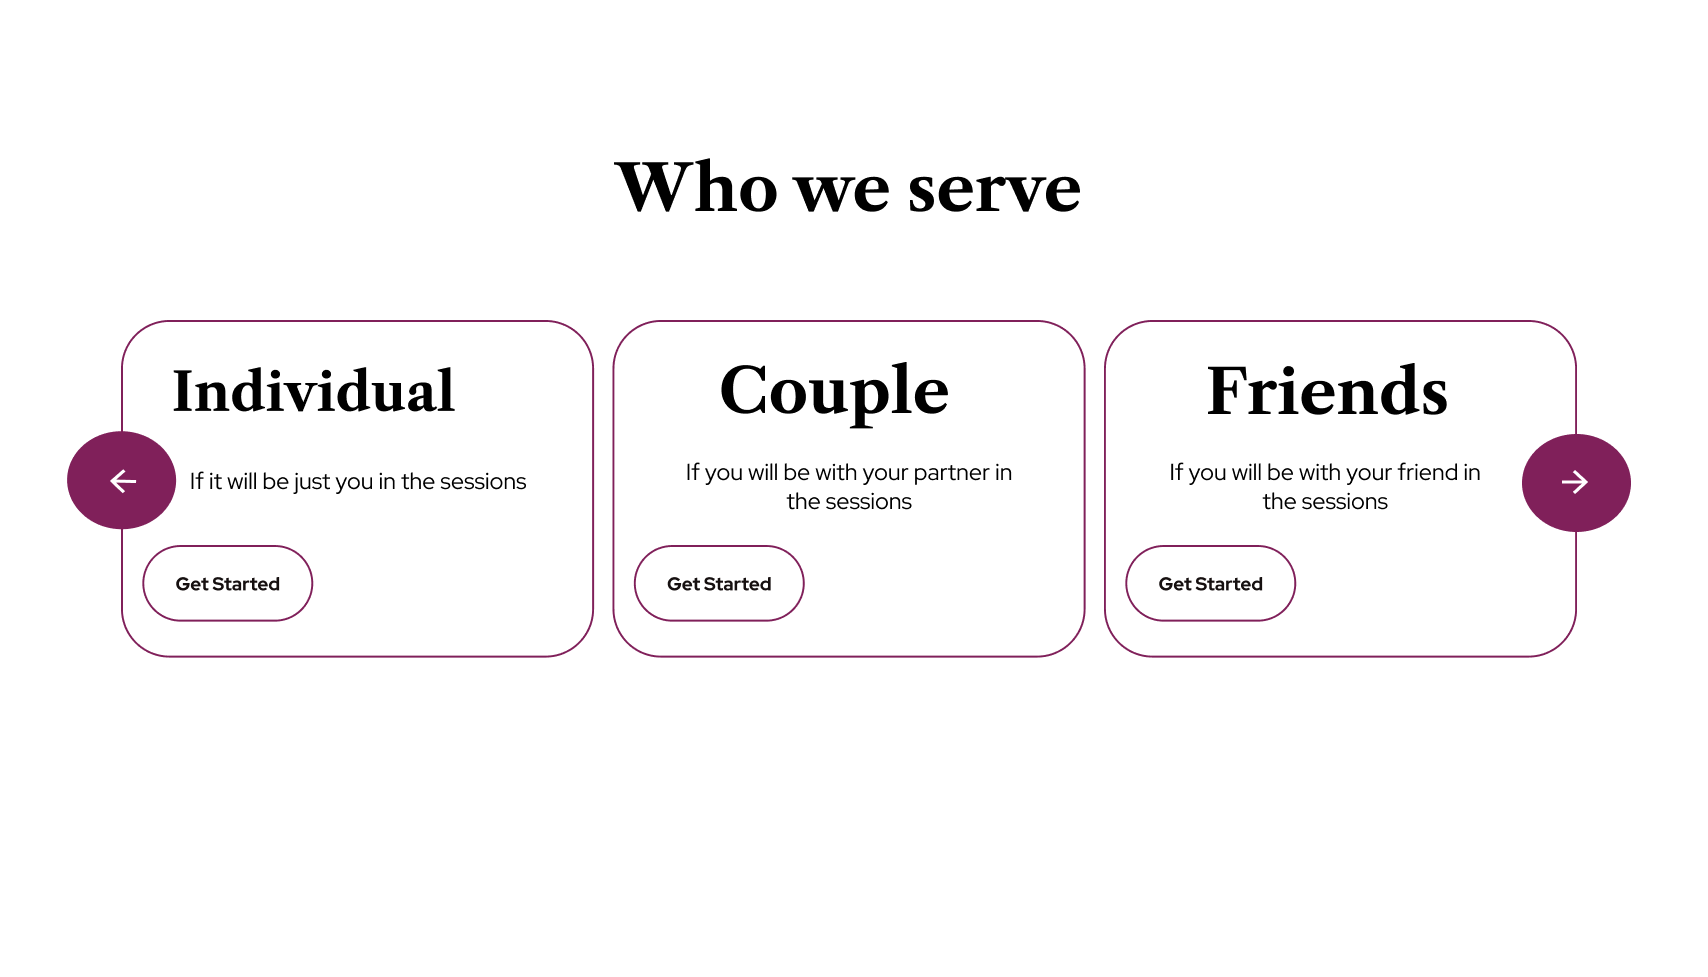 Who we serve
Individual
If it will be just you in the sessions
Get Started
Couple
If you will be with your partner in
the sessions
Get Started
Friends
If you will be with your friend in
the sessions
Get Started